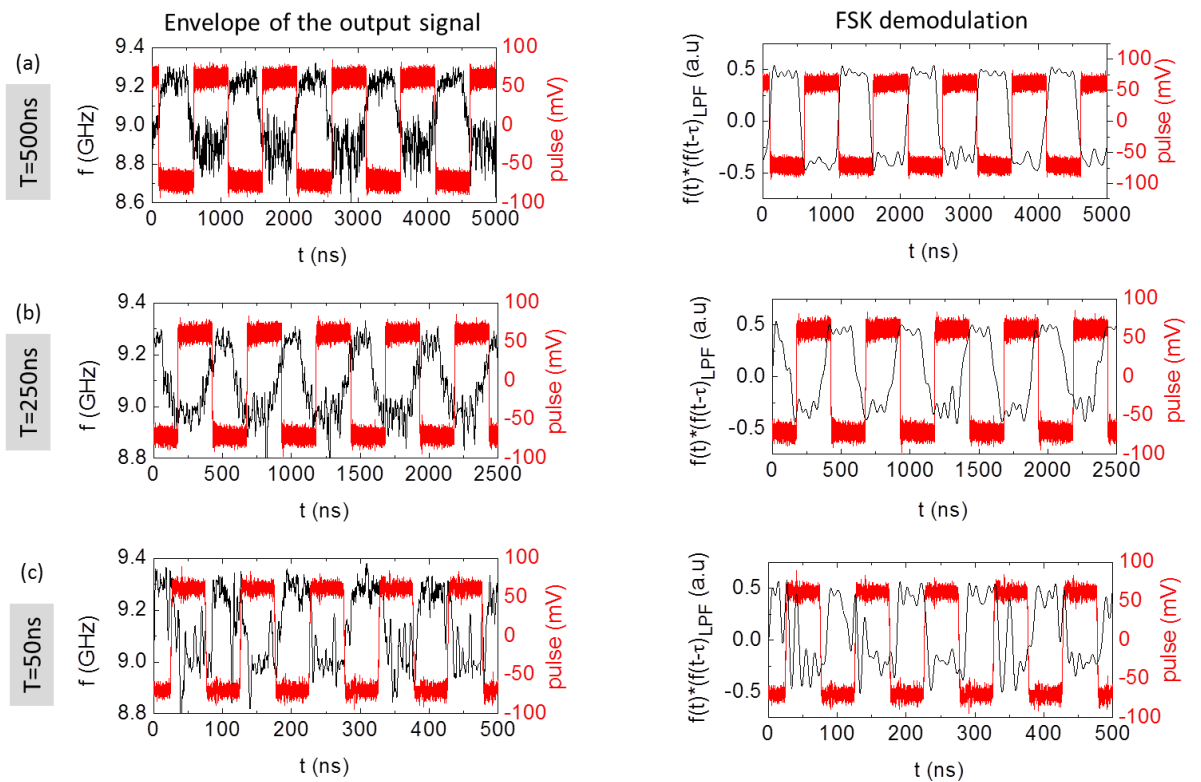 Envelope of the output signal
FSK demodulation
(a)
T=500ns
f (GHz)
9.4
9.2
9.0
8.8
8.6
0 1000 2000 3000 4000 5000
t (ns)
100
50
0
-50
-100
pulse (mV)
f(t)*(f(t-τ)LPF (a.u)
0.5
0.0
-0.5
0 1000 2000 3000 4000 5000
t (ns)
100
50
0
-50
-100
pulse (mV)
(b)
T=250ns
f (GHz)
9.4
9.2
9.0
8.8
0 500 1000 1500 2000 2500
t (ns)
100
50
0
-50
-100
pulse (mV)
f(t)*(f(t-τ)LPF (a.u)
0.5
0.0
-0.5
0 500 1000 1500 2000 2500
t (ns)
100
50
0
-50
-100
pulse (mV)
(c)
T=50ns
f (GHz)
9.4
9.2
9.0
8.8
0 100 200 300 400 500
t (ns)
100
50
0
-50
-100
pulse (mV)
f(t)*(f(t-τ)LPF (a.u)
0.5
0.0
-0.5
0 100 200 300 400 500
t (ns)
100
50
0
-50
-100
pulse (mV)